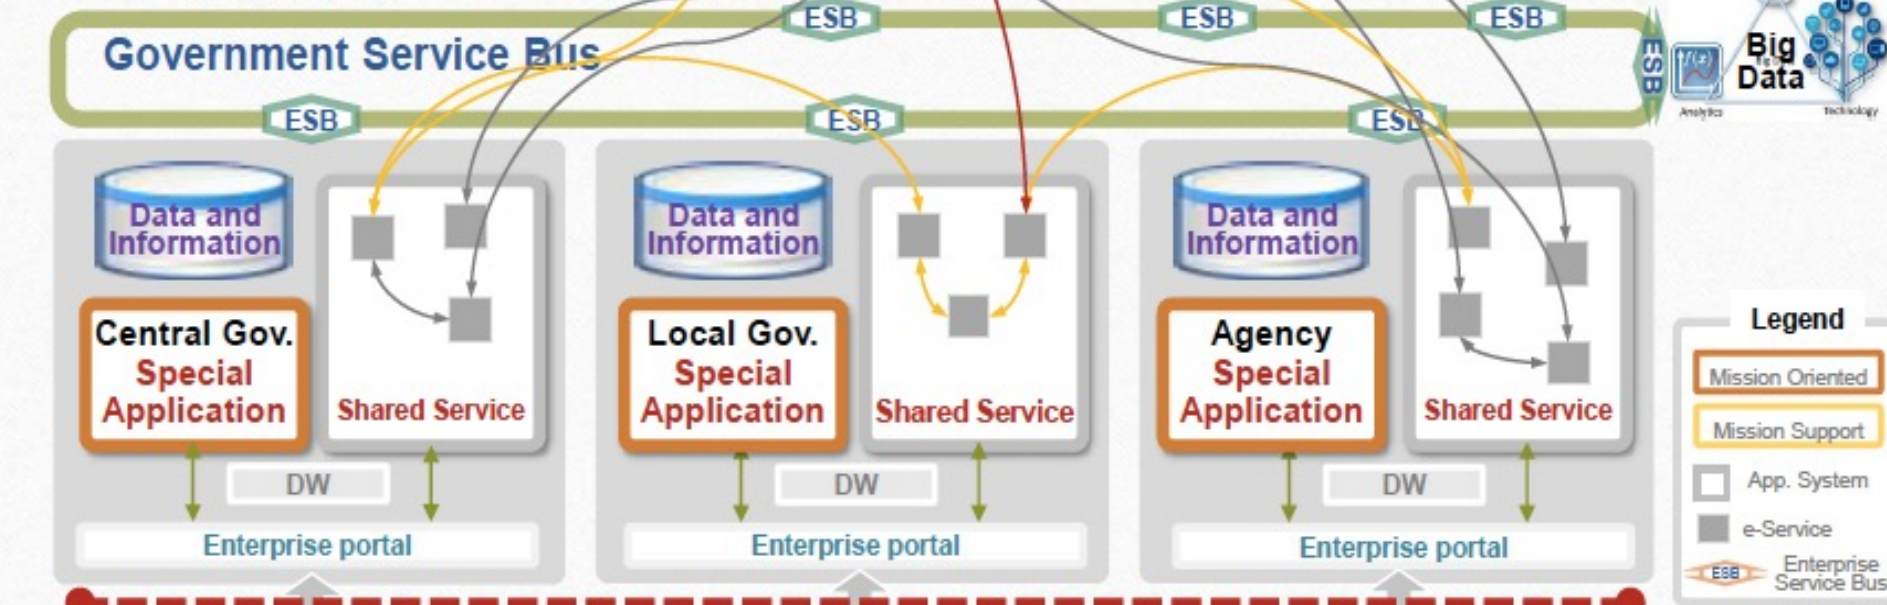 ESB
ESB
ESB
Government Service Bus
ESB
Big
Data
f(x)
Analytics
Technology
ESB
ESB
ESB
Data and
Information
Data and
Information
Data and
Information
Central Gov.
Special
Application
Shared Service
Local Gov.
Special
Application
Shared Service
Agency
Special
Application
Shared Service
DW
DW
DW
Enterprise portal
Enterprise portal
Enterprise portal
Legend
Mission Oriented
Mission Support
App. System
e-Service
ESB
Enterprise
Service Bus